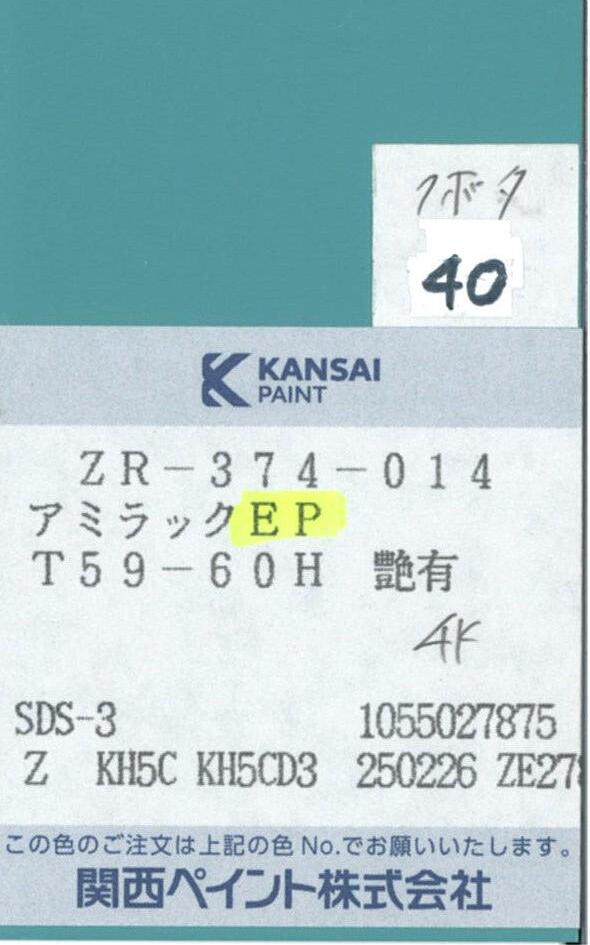 クボタ
40
KANSAI
PAINT
ZR-374-014
アミラックEP
T59-60H 艶有
4K
SDS-3 1055027875
Z KH5C KH5CD3 250226 ZE278
この色のご注文は上記の色No.でお願いいたします。
関西ペイント株式会社